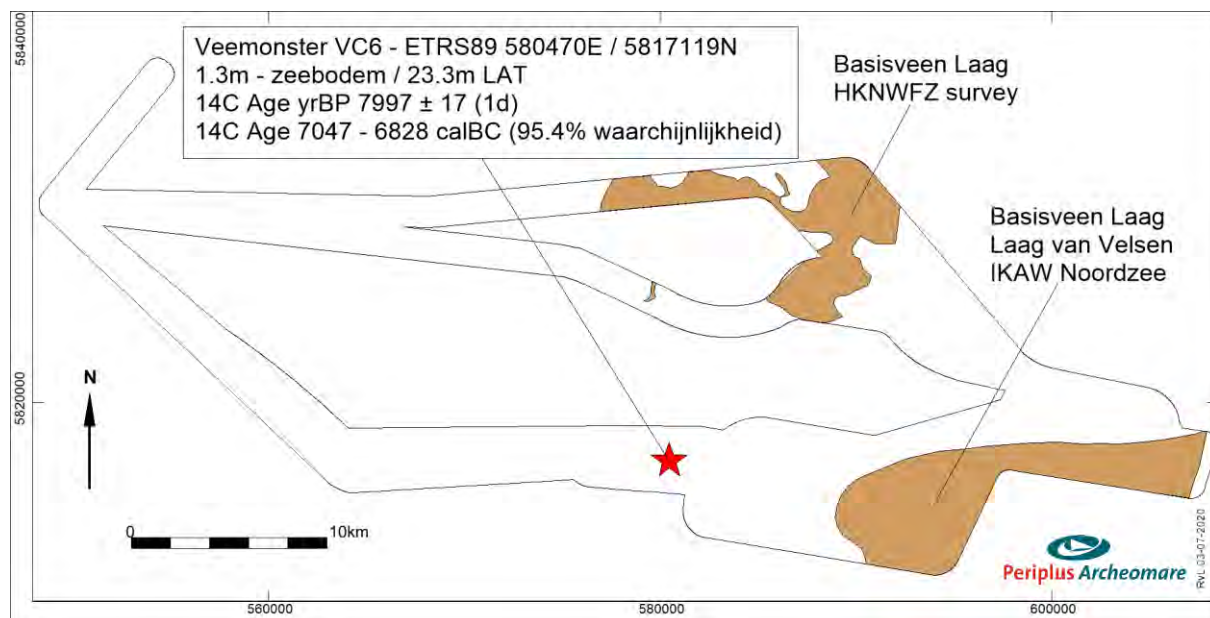 5840000
Veemonster VC6 - ETRS89 580470E / 5817119N
1.3m - zeebodem / 23.3m LAT
14C Age yrBP 7997 ± 17 (1d)
14C Age 7047 - 6828 calBC (95.4% waarchijnlijkheid)
Basisveen Laag
HKNWFZ survey
Basisveen Laag
Laag van Velsen
IKAW Noordzee
N
5820000
0
10km
Periplus Archeomare
RvL 03-07-2020
560000
580000
600000